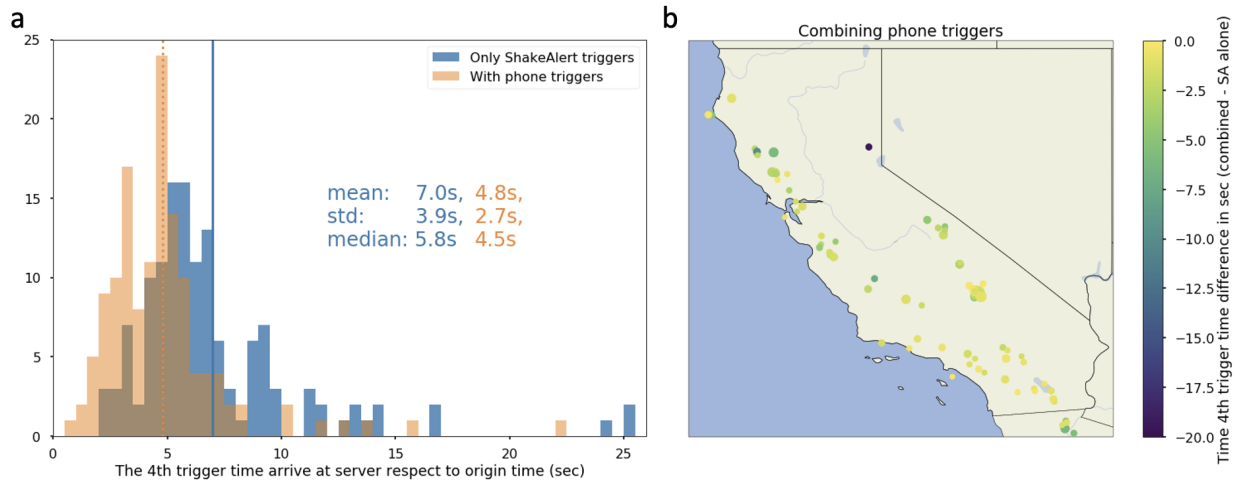 a
25
20
15
10
5
0
0
5
10
15
20
25
Only ShakeAlert triggers
With phone triggers
mean: 7.0s, 4.8s,
std: 3.9s, 2.7s,
median: 5.8s 4.5s
The 4th trigger time arrive at server respect to origin time (sec)
b
Combining phone triggers
0.0
−2.5
−5.0
−7.5
−10.0
−12.5
−15.0
−17.5
−20.0
Time 4th trigger time difference in sec (combined - SA alone)